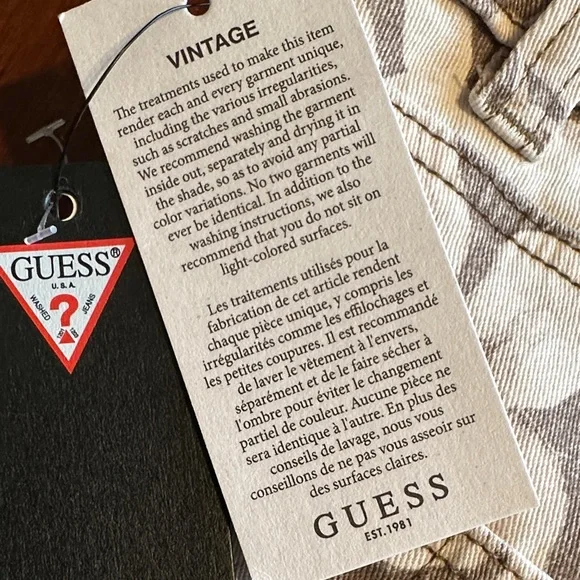 VINTAGE
The treatments used to make this item
render each and every garment unique,
including the various irregularities,
such as scratches and small abrasions.
We recommend washing the garment
inside out, separately and drying it in
the shade, so as to avoid any partial
color variations. No two garments will
ever be identical. In addition to the
washing instructions, we also
recommend that you do not sit on
light-colored surfaces.
Les traitements utilisés pour la
fabrication de cet article rendent
chaque pièce unique, y compris les
irrégularités comme les effilochages et
les petites coupures. Il est recommandé
de laver le vêtement à l'envers,
séparément et de le faire sécher à
l'ombre pour éviter le changement
partiel de couleur. Aucune pièce ne
sera identique à l'autre. En plus des
conseils de lavage, nous vous
conseillons de ne pas vous asseoir sur
des surfaces claires.
GUESS
EST. 1981
GUESS®
U.S.A.
WASHED
?
JEANS